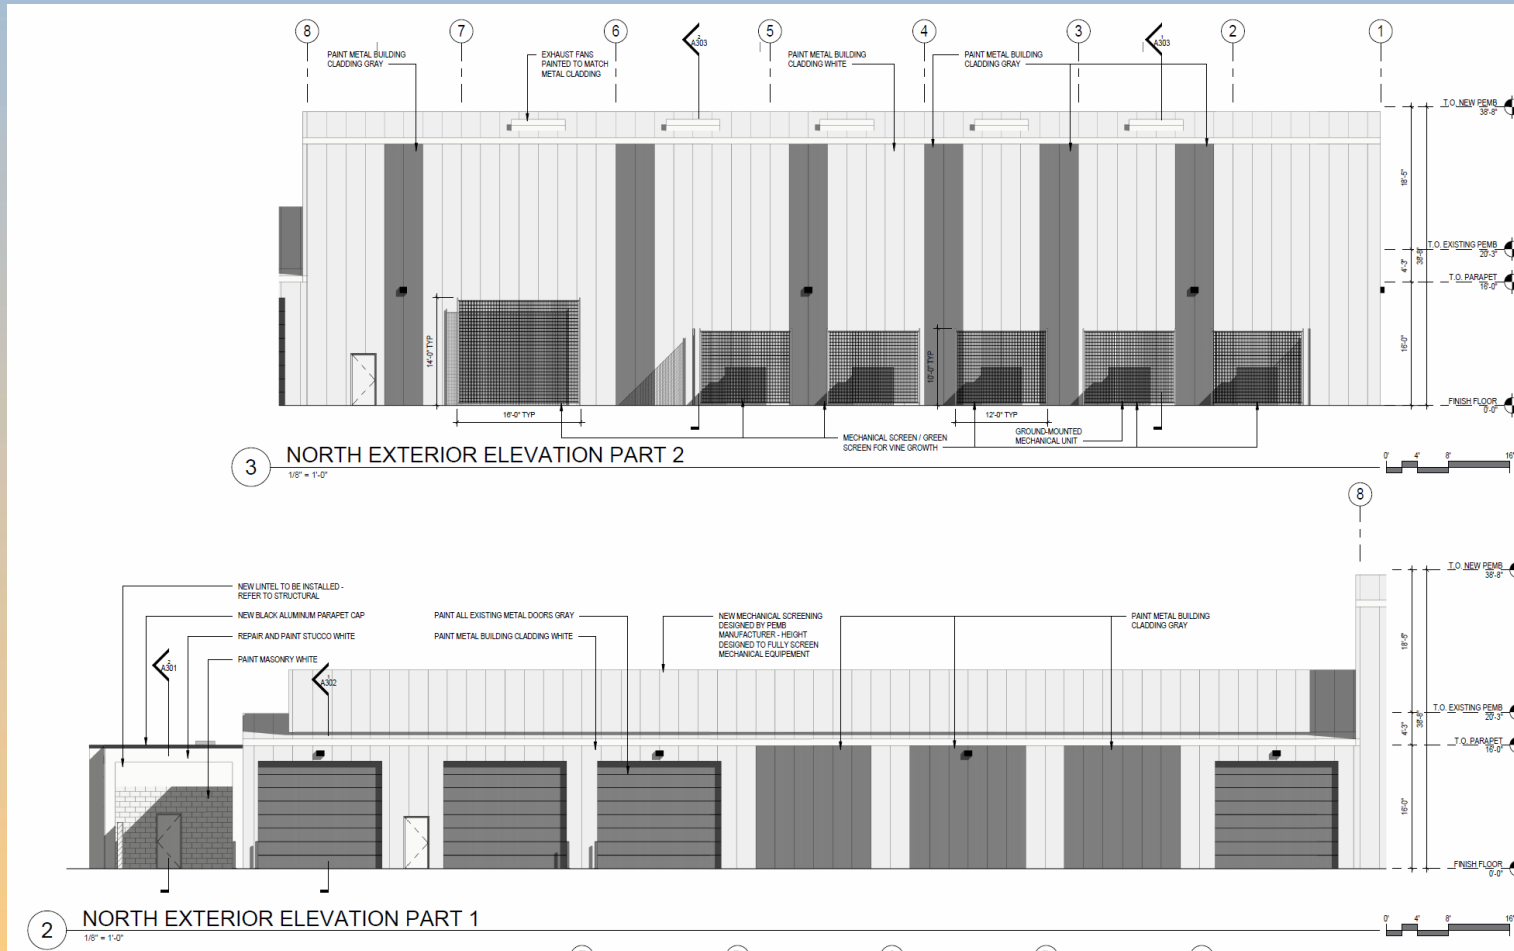 8 7 6 5 4 3 2 1
A303
A303
PAINT METAL BUILDING
CLADDING GRAY
EXHAUST FANS
PAINTED TO MATCH
METAL CLADDING
PAINT METAL BUILDING
CLADDING WHITE
PAINT METAL BUILDING
CLADDING GRAY
T.O. NEW PEMB
38'-8"
18'-5"
T.O. EXISTING PEMB
20'-3"
4'-3"
38'-8"
T.O. PARAPET
16'-0"
16'-0"
FINISH FLOOR
0'-0"
14'-0" TYP
16'-0" TYP
10'-0" TYP
12'-0" TYP
MECHANICAL SCREEN / GREEN
SCREEN FOR VINE GROWTH
GROUND-MOUNTED
MECHANICAL UNIT
3
NORTH EXTERIOR ELEVATION PART 2
1/8" = 1'-0"
0' 4' 8' 16'
8
NEW LINTEL TO BE INSTALLED -
REFER TO STRUCTURAL
NEW BLACK ALUMINUM PARAPET CAP
REPAIR AND PAINT STUCCO WHITE
PAINT MASONRY WHITE
A301
A302
PAINT ALL EXISTING METAL DOORS GRAY
PAINT METAL BUILDING CLADDING WHITE
NEW MECHANICAL SCREENING
DESIGNED BY PEMB
MANUFACTURER - HEIGHT
DESIGNED TO FULLY SCREEN
MECHANICAL EQUIPEMENT
PAINT METAL BUILDING
CLADDING GRAY
T.O. NEW PEMB
38'-8"
18'-5"
T.O. EXISTING PEMB
20'-3"
4'-3"
38'-8"
T.O. PARAPET
16'-0"
16'-0"
FINISH FLOOR
0'-0"
2
NORTH EXTERIOR ELEVATION PART 1
1/8" = 1'-0"
0' 4' 8' 16'